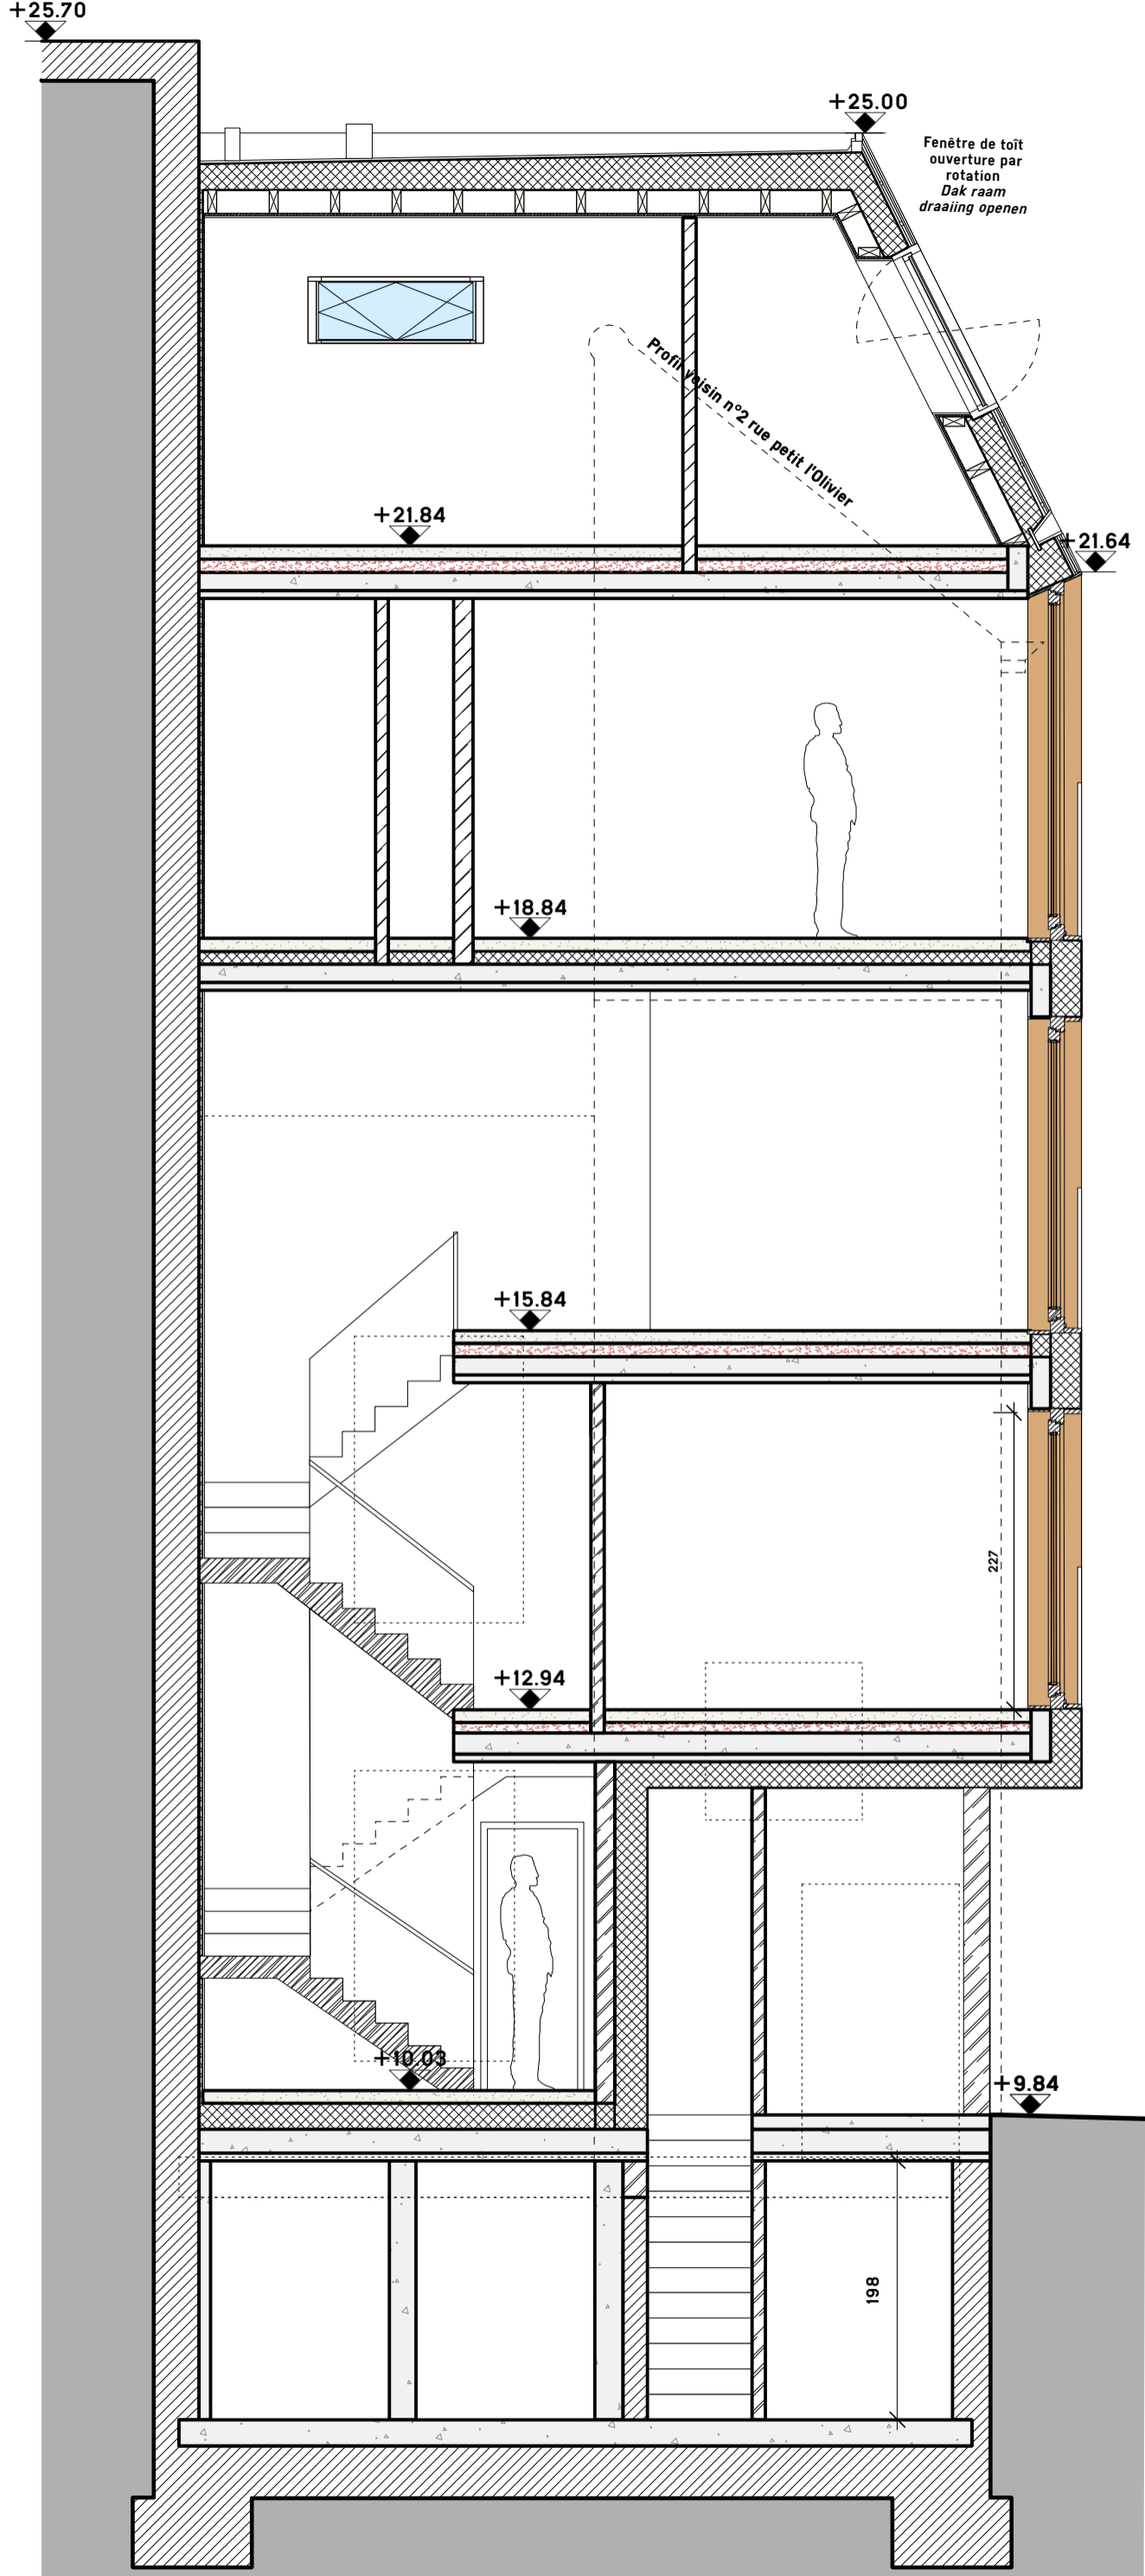 +25.70
+25.00
Fenêtre de toît
ouverture par
rotation
Dak raam
draaiing openen
Profil voisin n°2 rue petit l'Olivier
+21.84
+21.64
+18.84
+15.84
227
+12.94
+10.03
+9.84
198